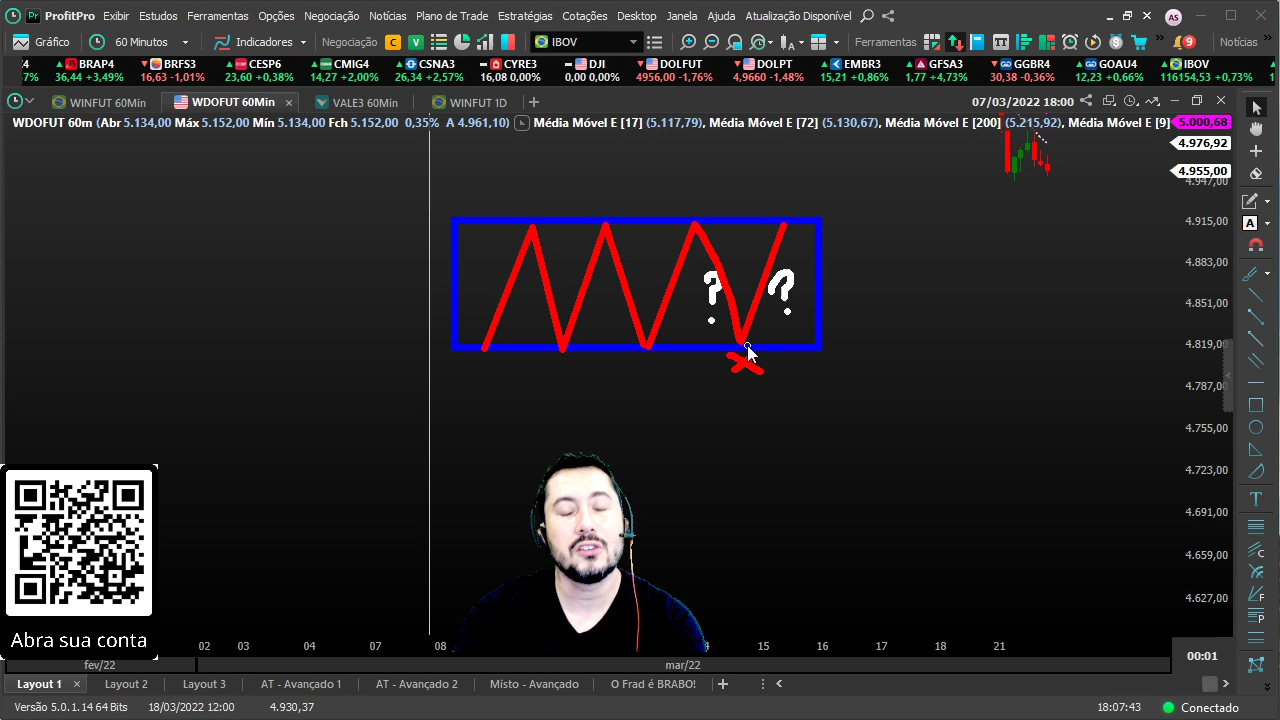 ProfitPro Exibir Estudos Ferramentas Opções Negociação Notícias Plano de Trade Estratégias Cotações Desktop Janela Ajuda Atualização Disponível AS
Gráfico 60 Minutos Indicadores Negociação C V IBOV Ferramentas 9 Notícias
4 BRAP4 BRFS3 CESP6 CMIG4 CSNA3 CYRE3 DJI DOLFUT DOLPT EMBR3 GFSA3 GGBR4 GOAU4 IBOV
7% 36,44 +3,49% 16,63 -1,01% 23,60 +0,38% 14,27 +2,00% 26,34 +2,57% 16,08 0,00% 0,00 0,00% 4956,00 -1,76% 4,9660 -1,48% 15,21 +0,86% 1,77 +4,73% 30,38 -0,36% 12,23 +0,66% 116154,53 +0,73%
WINFUT 60Min WDOFUT 60Min VALE3 60Min WINFUT 1D 07/03/2022 18:00
WDOFUT 60m (Abr 5.134,00 Máx 5.152,00 Mín 5.134,00 Fch 5.152,00 0,35% A 4.961,10) Média Móvel E [17] (5.117,79), Média Móvel E [72] (5.130,67), Média Móvel E [200] (5.215,92), Média Móvel E [9] 5.000,68
4.976,92
4.955,00
4.947,00
4.915,00
4.883,00
? ?
4.851,00
4.819,00
4.787,00
4.755,00
4.723,00
4.691,00
4.659,00
4.627,00
Abra sua conta
02 03 04 07 08 15 16 17 18 21
00:01
fev/22 mar/22
Layout 1 Layout 2 Layout 3 AT - Avançado 1 AT - Avançado 2 Misto - Avançado O Frad é BRABO!
Versão 5.0.1.14 64 Bits 18/03/2022 12:00 4.930,37 18:07:43 Conectado